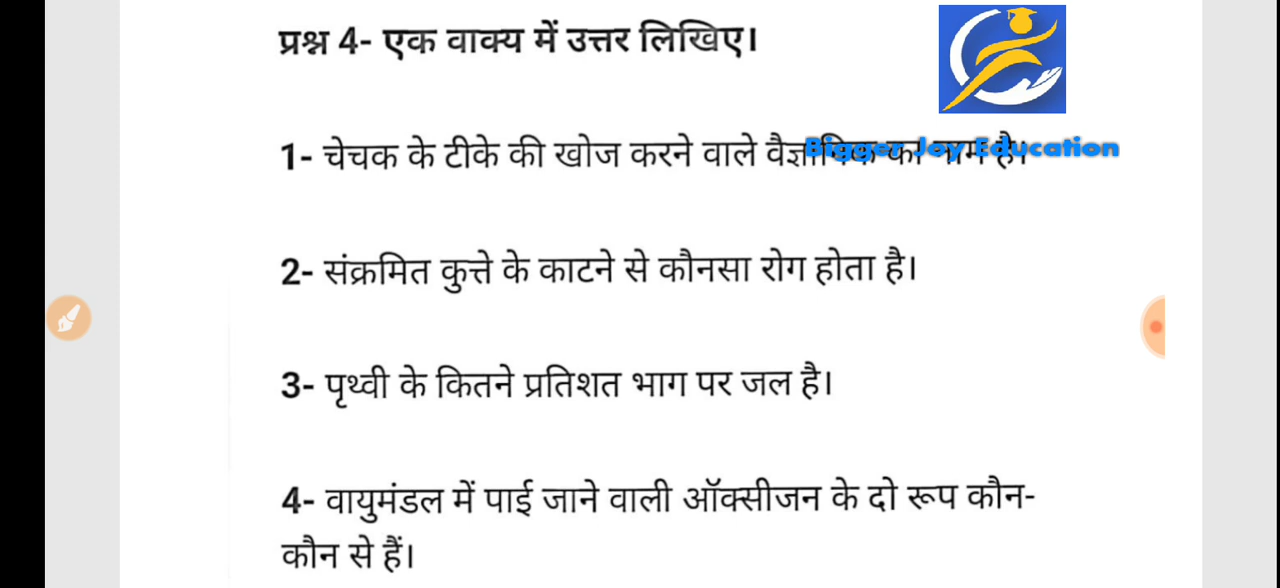 प्रश्न 4- एक वाक्य में उत्तर लिखिए।
1- चेचक के टीके की खोज करने वाले वैज्ञानिक का नाम है।
Bigger Joy Education
2- संक्रमित कुत्ते के काटने से कौनसा रोग होता है।
3- पृथ्वी के कितने प्रतिशत भाग पर जल है।
4- वायुमंडल में पाई जाने वाली ऑक्सीजन के दो रूप कौन-
कौन से हैं।